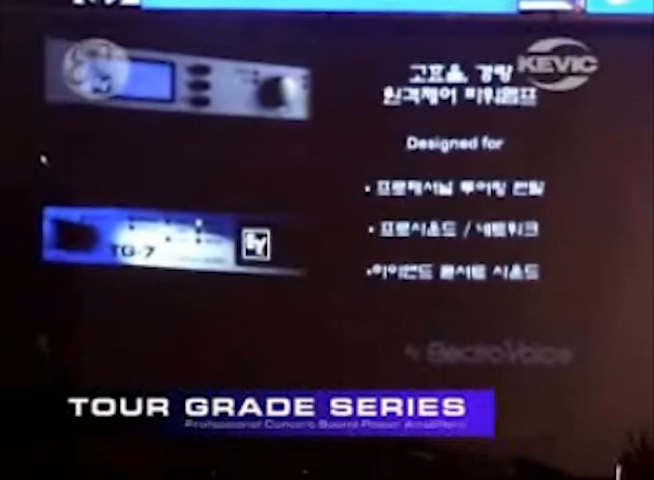 KEVIC
고효율 경량
원격제어 파워앰프
Designed for
• 프로페셔널 투어링 렌탈
• 프로사운드 / 네트워크
• 하이엔드 콘서트 사운드
TG-7
EV
ElectroVoice
TOUR GRADE SERIES
Professional Concert Sound Power Amplifiers